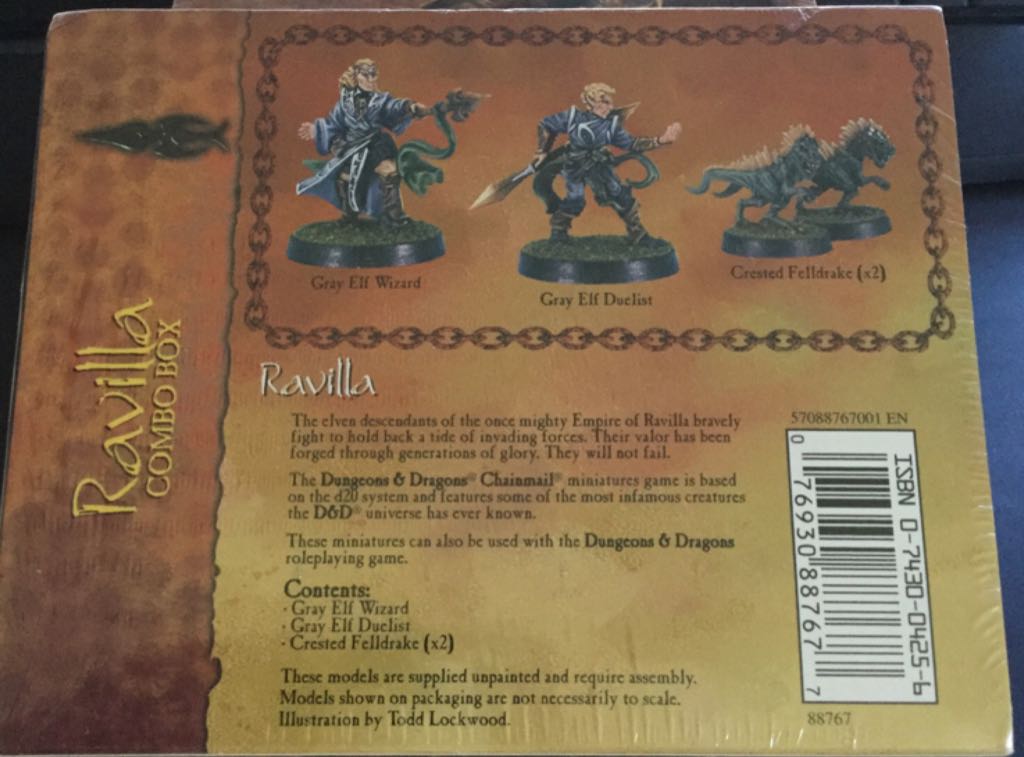 Gray Elf Wizard
Gray Elf Duelist
Crested Felldrake (x2)
Ravilla
COMBO BOX
Ravilla
The elven descendants of the once mighty Empire of Ravilla bravely
fight to hold back a tide of invading forces. Their valor has been
forged through generations of glory. They will not fail.
The Dungeons & Dragons® Chainmail® miniatures game is based
on the d20 system and features some of the most infamous creatures
the D&D® universe has ever known.
These miniatures can also be used with the Dungeons & Dragons
roleplaying game.
Contents:
· Gray Elf Wizard
· Gray Elf Duelist
· Crested Felldrake (x2)
These models are supplied unpainted and require assembly.
Models shown on packaging are not necessarily to scale.
Illustration by Todd Lockwood.
57088767001 EN
ISBN 0-7430-0425-6
0 76930 88767 7
88767